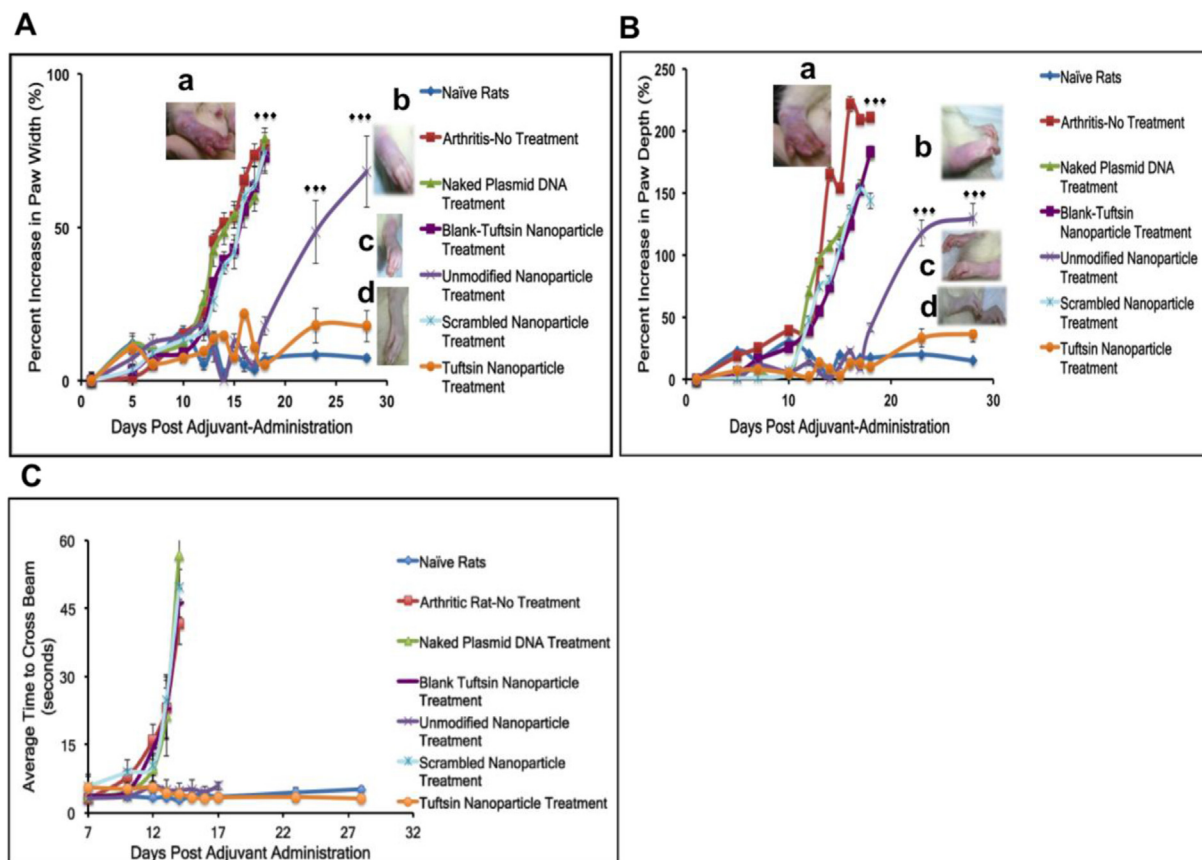 A
Percent Increase in Paw Width (%)
100
50
0
0
5
10
15
20
25
30
Days Post Adjuvant-Administration
a
b
c
d
♦♦♦
♦♦♦
♦♦♦
Naïve Rats
Arthritis-No Treatment
Naked Plasmid DNA
Treatment
Blank-Tuftsin Nanoparticle
Treatment
Unmodified Nanoparticle
Treatment
Scrambled Nanoparticle
Treatment
Tuftsin Nanoparticle
Treatment
B
Percent Increase in Paw Depth (%)
250
200
150
100
50
0
0
10
20
30
Days Post Adjuvant-Administration
a
b
c
d
♦♦♦
♦♦♦
♦♦♦
Naïve Rats
Arthritis-No Treatment
Naked Plasmid DNA
Treatment
Blank-Tuftsin
Nanoparticle Treatment
Unmodified Nanoparticle
Treatment
Scrambled Nanoparticle
Treatment
Tuftsin Nanoparticle
Treatment
C
Average Time to Cross Beam
(seconds)
60
45
30
15
0
7
12
17
22
27
32
Days Post Adjuvant Administration
Naïve Rats
Arthritic Rat-No Treatment
Naked Plasmid DNA Treatment
Blank Tuftsin Nanoparticle
Treatment
Unmodified Nanoparticle
Treatment
Scrambled Nanoparticle
Treatment
Tuftsin Nanoparticle Treatment